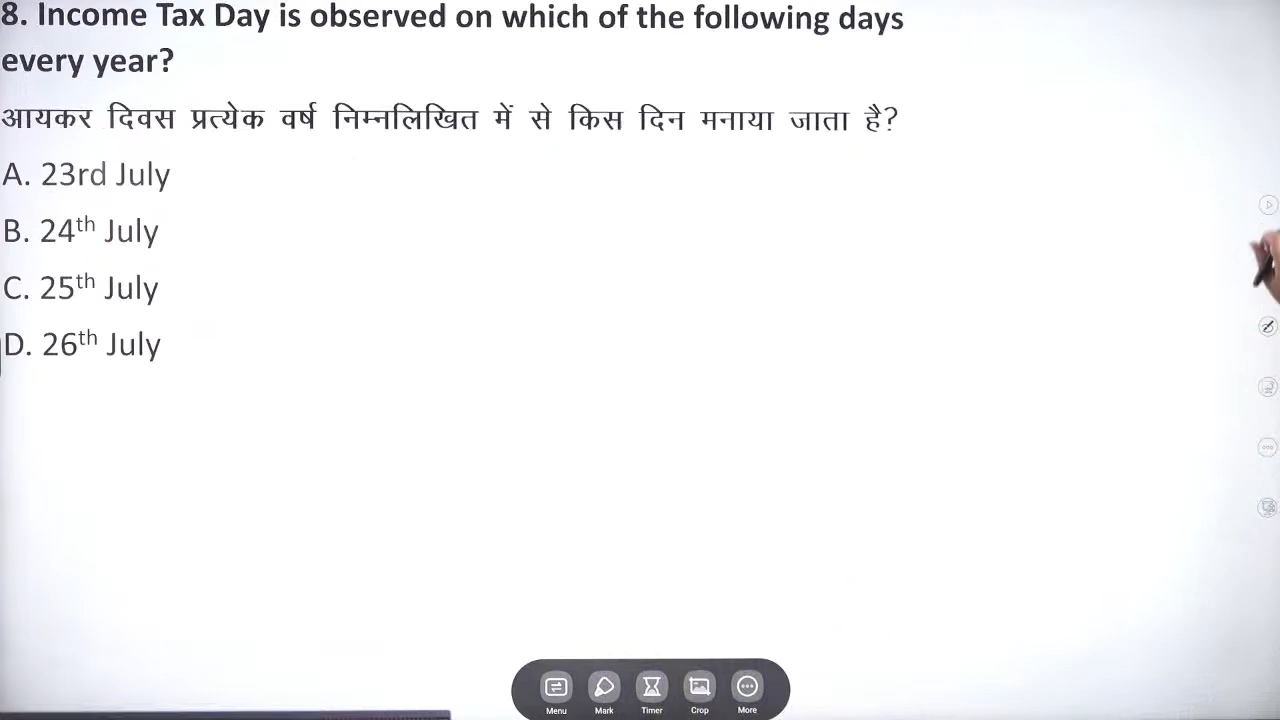 8. Income Tax Day is observed on which of the following days
every year?
आयकर दिवस प्रत्येक वर्ष निम्नलिखित में से किस दिन मनाया जाता है?
A. 23rd July
B. 24th July
C. 25th July
D. 26th July
Menu Mark Timer Crop More